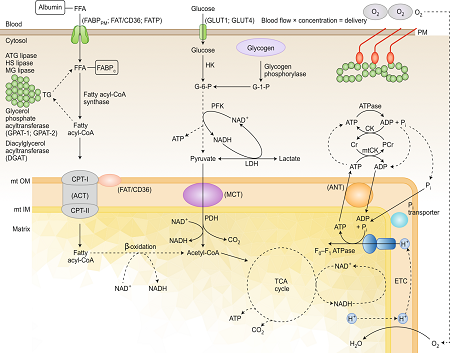 Albumin
FFA
Glucose
O2 O2 O2
(FABPPM; FAT/CD36; FATP)
(GLUT1; GLUT4)
Blood flow × concentration = delivery
Blood
PM
Cytosol
Glucose
Glycogen
ATG lipase
HS lipase
MG lipase
FFA
FABPc
HK
Glycogen
phosphorylase
TG
G-6-P
G-1-P
Fatty acyl-CoA
synthase
PFK
ATPase
Glycerol
phosphate
acyltransferase
(GPAT-1; GPAT-2)
NAD+
ATP
ADP + Pi
CK
Fatty
acyl-CoA
ATP
NADH
Cr
PCr
mtCK
Diacylglycerol
acyltransferase
(DGAT)
Pyruvate
LDH
Lactate
ATP
ADP
mt OM
CPT-I
(FAT/CD36)
(ACT)
(MCT)
(ANT)
Pi
mt IM
CPT-II
Pi
transporter
Matrix
NAD+
PDH
ATP
ADP
+ Pi
NADH
CO2
H+
Fatty
acyl-CoA
β-oxidation
Acetyl-CoA
F0–F1 ATPase
NAD+
NADH
TCA
cycle
NAD+
ETC
NADH
ATP
CO2
H+
H+
H2O
O2